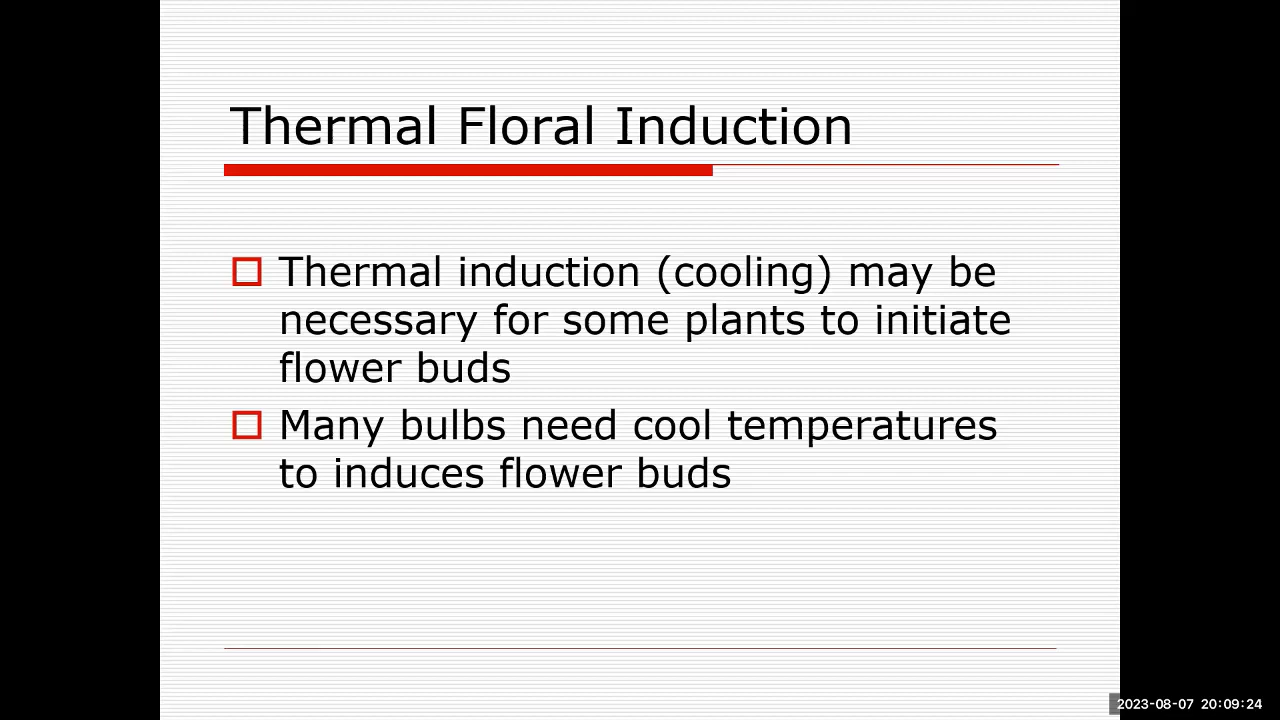 Thermal Floral Induction
Thermal induction (cooling) may be
necessary for some plants to initiate
flower buds
Many bulbs need cool temperatures
to induces flower buds
2023-08-07 20:09:24